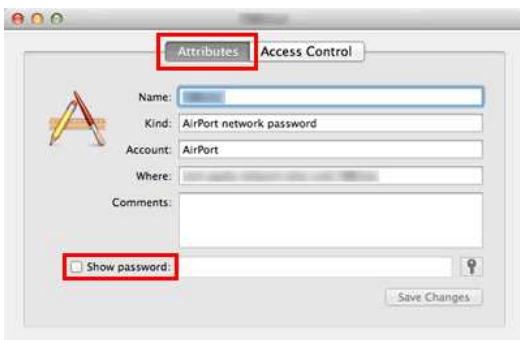 Attributes
Access Control
Name:
Kind: AirPort network password
Account: AirPort
Where:
Comments:
Show password:
Save Changes